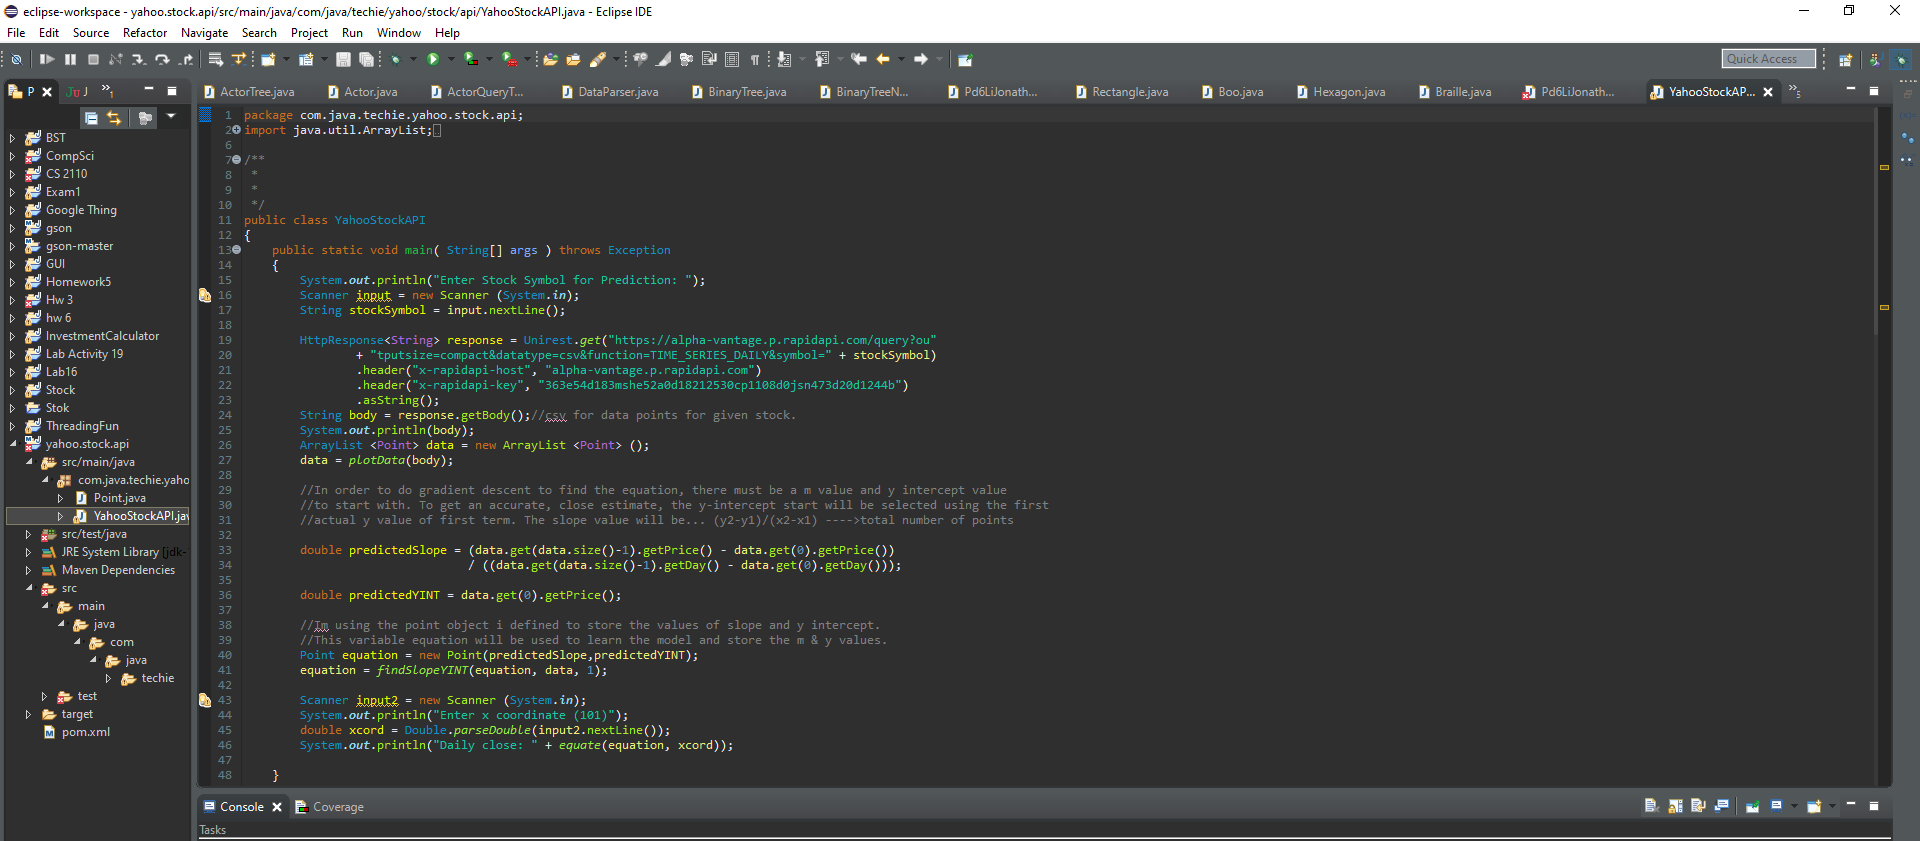 eclipse-workspace - yahoo.stock.api/src/main/java/com/java/techie/yahoo/stock/api/YahooStockAPI.java - Eclipse IDE
File Edit Source Refactor Navigate Search Project Run Window Help
Quick Access
P JU J »1
ActorTree.java Actor.java ActorQueryT... DataParser.java BinaryTree.java BinaryTreeN... Pd6LiJonath... Rectangle.java Boo.java Hexagon.java Braille.java Pd6LiJonath... YahooStockAP... »5
BST
CompSci
CS 2110
Exam1
Google Thing
gson
gson-master
GUI
Homework5
Hw 3
hw 6
InvestmentCalculator
Lab Activity 19
Lab16
Stock
Stok
ThreadingFun
yahoo.stock.api
src/main/java
com.java.techie.yaho
Point.java
YahooStockAPI.jav
src/test/java
JRE System Library [jdk-
Maven Dependencies
src
main
java
com
java
techie
test
target
pom.xml
1 package com.java.techie.yahoo.stock.api;
2 import java.util.ArrayList;
6
7 /**
8 *
9 *
10 */
11 public class YahooStockAPI
12 {
13 public static void main( String[] args ) throws Exception
14 {
15 System.out.println("Enter Stock Symbol for Prediction: ");
16 Scanner input = new Scanner (System.in);
17 String stockSymbol = input.nextLine();
18
19 HttpResponse<String> response = Unirest.get("https://alpha-vantage.p.rapidapi.com/query?ou"
20 + "tputsize=compact&datatype=csv&function=TIME_SERIES_DAILY&symbol=" + stockSymbol)
21 .header("x-rapidapi-host", "alpha-vantage.p.rapidapi.com")
22 .header("x-rapidapi-key", "363e54d183mshe52a0d18212530cp1108d0jsn473d20d1244b")
23 .asString();
24 String body = response.getBody();//csv for data points for given stock.
25 System.out.println(body);
26 ArrayList <Point> data = new ArrayList <Point> ();
27 data = plotData(body);
28
29 //In order to do gradient descent to find the equation, there must be a m value and y intercept value
30 //to start with. To get an accurate, close estimate, the y-intercept start will be selected using the first
31 //actual y value of first term. The slope value will be... (y2-y1)/(x2-x1) ---->total number of points
32
33 double predictedSlope = (data.get(data.size()-1).getPrice() - data.get(0).getPrice())
34 / ((data.get(data.size()-1).getDay() - data.get(0).getDay()));
35
36 double predictedYINT = data.get(0).getPrice();
37
38 //Im using the point object i defined to store the values of slope and y intercept.
39 //This variable equation will be used to learn the model and store the m & y values.
40 Point equation = new Point(predictedSlope,predictedYINT);
41 equation = findSlopeYINT(equation, data, 1);
42
43 Scanner input2 = new Scanner (System.in);
44 System.out.println("Enter x coordinate (101)");
45 double xcord = Double.parseDouble(input2.nextLine());
46 System.out.println("Daily close: " + equate(equation, xcord));
47
48 }
Console Coverage
Tasks